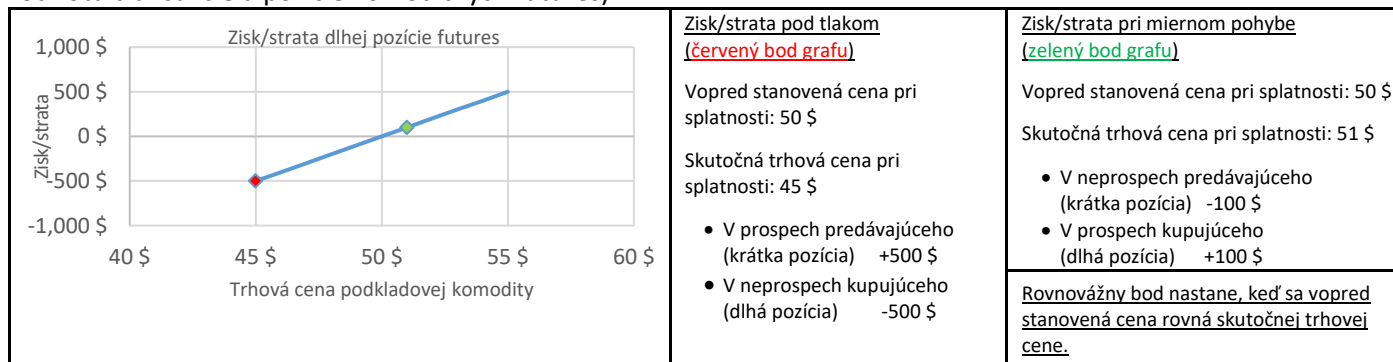 Zisk/strata dlhej pozície futures
1,000 $
500 $
0 $
-500 $
-1,000 $
Zisk/strata
40 $ 45 $ 50 $ 55 $ 60 $
Trhová cena podkladovej komodity
Zisk/strata pod tlakom
(červený bod grafu)
Vopred stanovená cena pri
splatnosti: 50 $
Skutočná trhová cena pri
splatnosti: 45 $
• V prospech predávajúceho
(krátka pozícia) +500 $
• V neprospech kupujúceho
(dlhá pozícia) -500 $
Zisk/strata pri miernom pohybe
(zelený bod grafu)
Vopred stanovená cena pri splatnosti: 50 $
Skutočná trhová cena pri splatnosti: 51 $
• V neprospech predávajúceho
(krátka pozícia) -100 $
• V prospech kupujúceho
(dlhá pozícia) +100 $
Rovnovážny bod nastane, keď sa vopred
stanovená cena rovná skutočnej trhovej
cene.